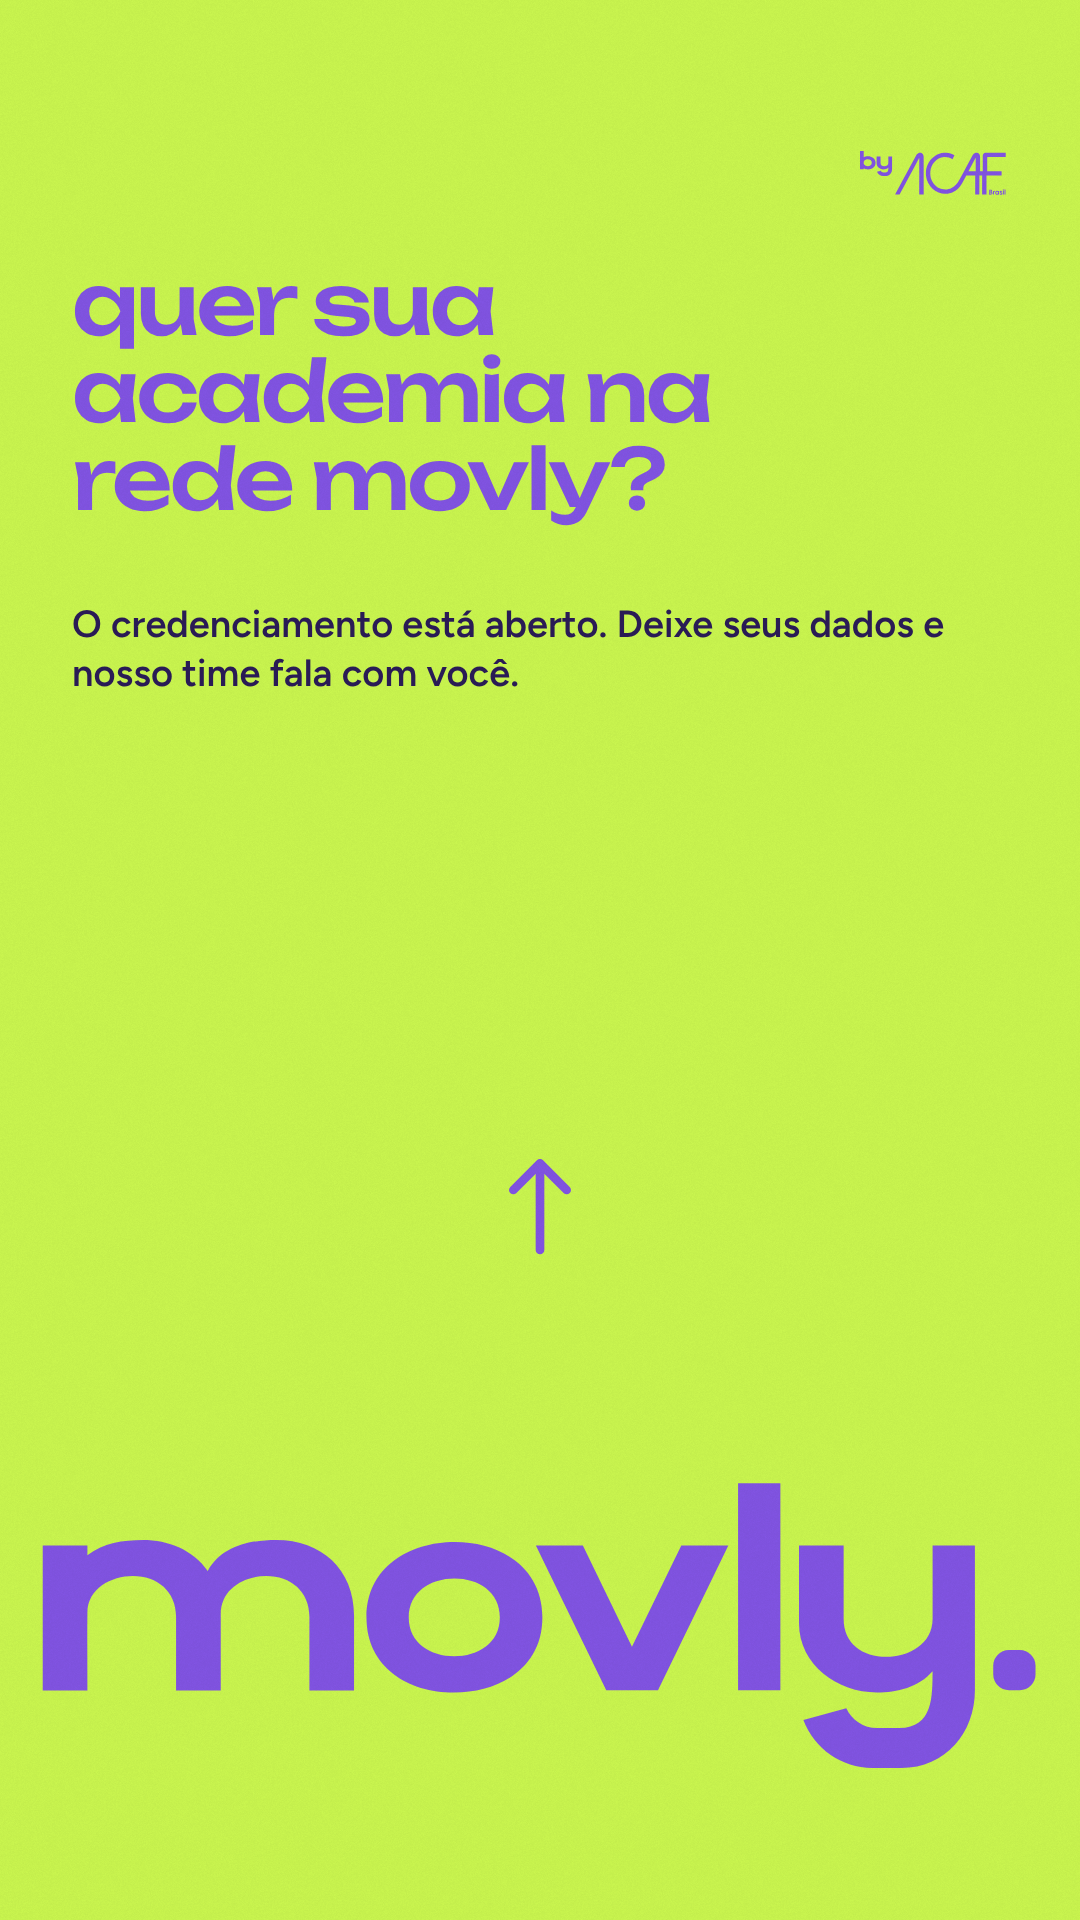 by ACAF
Brasil
quer sua
academia na
rede movly?
O credenciamento está aberto. Deixe seus dados e
nosso time fala com você.
movly.